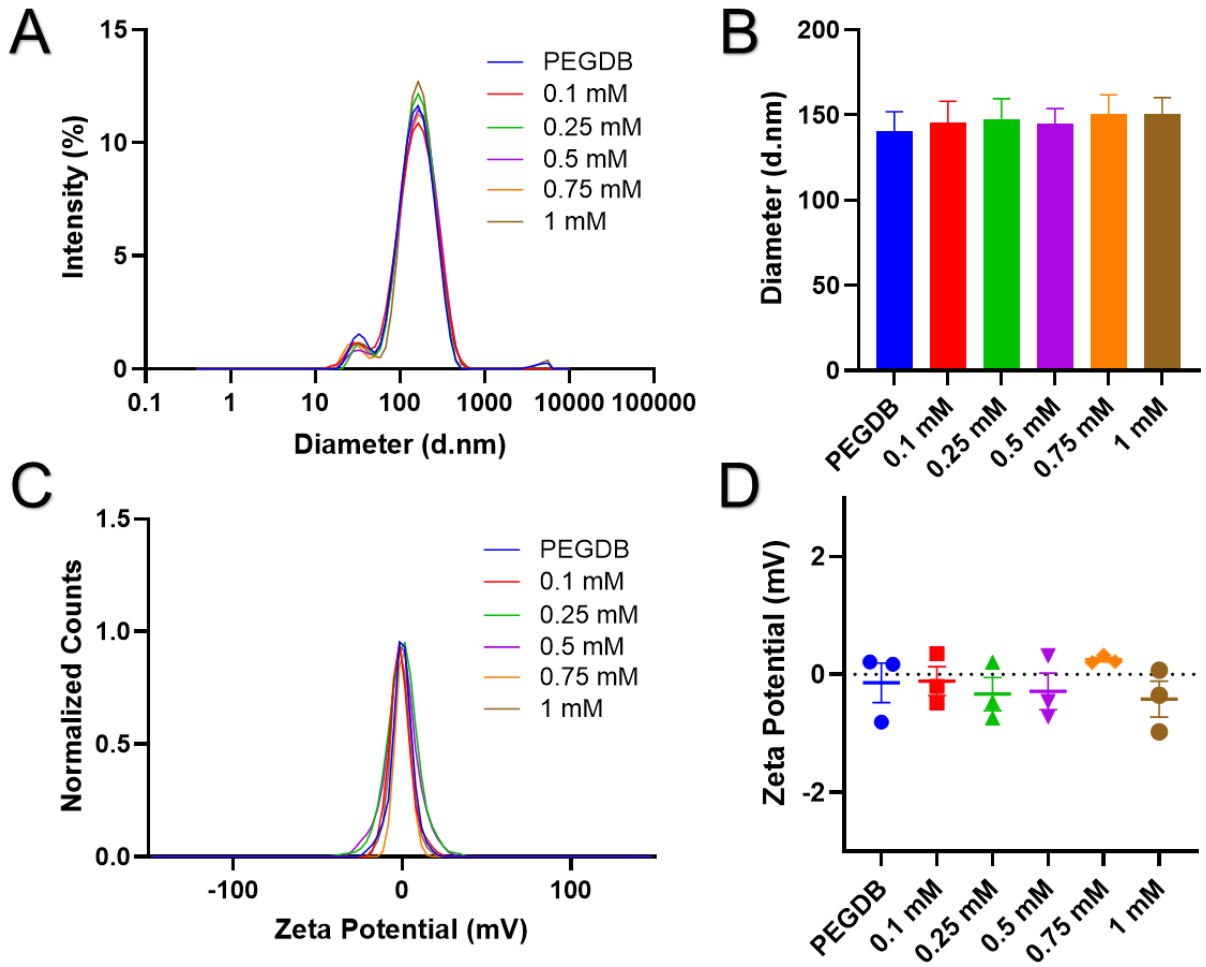 A
15
10
5
0
Intensity (%)
0.1 1 10 100 1000 10000 100000
Diameter (d.nm)
PEGDB
0.1 mM
0.25 mM
0.5 mM
0.75 mM
1 mM
B
200
150
100
50
0
Diameter (d.nm)
PEGDB
0.1 mM
0.25 mM
0.5 mM
0.75 mM
1 mM
C
1.5
1.0
0.5
0.0
Normalized Counts
-100 0 100
Zeta Potential (mV)
PEGDB
0.1 mM
0.25 mM
0.5 mM
0.75 mM
1 mM
D
2
0
-2
Zeta Potential (mV)
PEGDB
0.1 mM
0.25 mM
0.5 mM
0.75 mM
1 mM